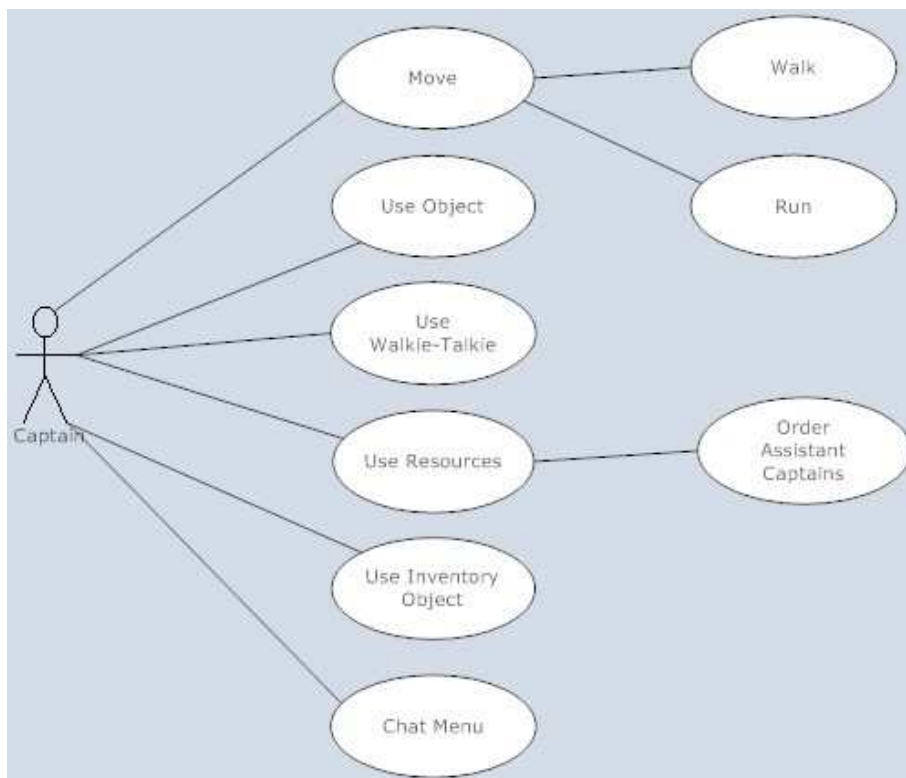 Move
Walk
Use Object
Run
Use
Walkie-Talkie
Captain
Use Resources
Order
Assistant
Captains
Use Inventory
Object
Chat Menu